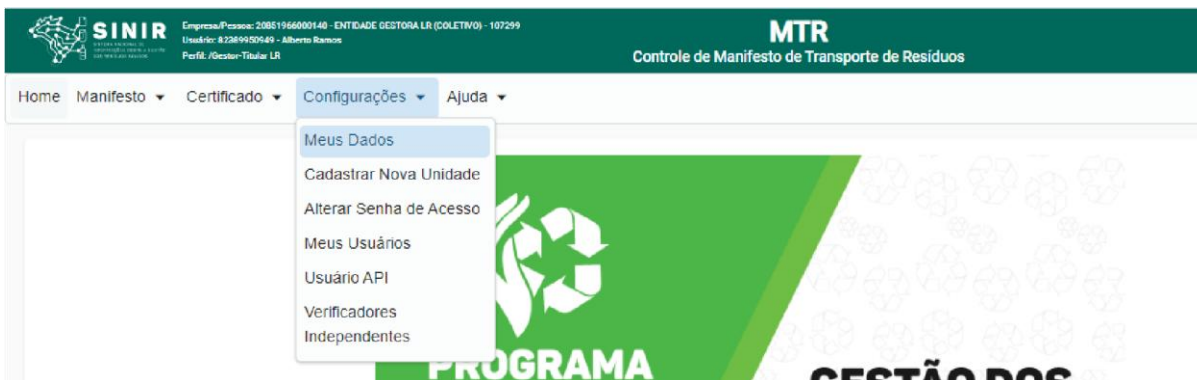 SINIR
Empresa/Pessoa: 20851966000140 - ENTIDADE GESTORA LR (COLETIVO) - 107299
Usuário: 82389950949 - Alberto Ramos
Perfil: /Gestor-Titular LR
MTR
Controle de Manifesto de Transporte de Resíduos
Home Manifesto Certificado Configurações Ajuda
Meus Dados
Cadastrar Nova Unidade
Alterar Senha de Acesso
Meus Usuários
Usuário API
Verificadores
Independentes
PROGRAMA
GESTÃO DOS